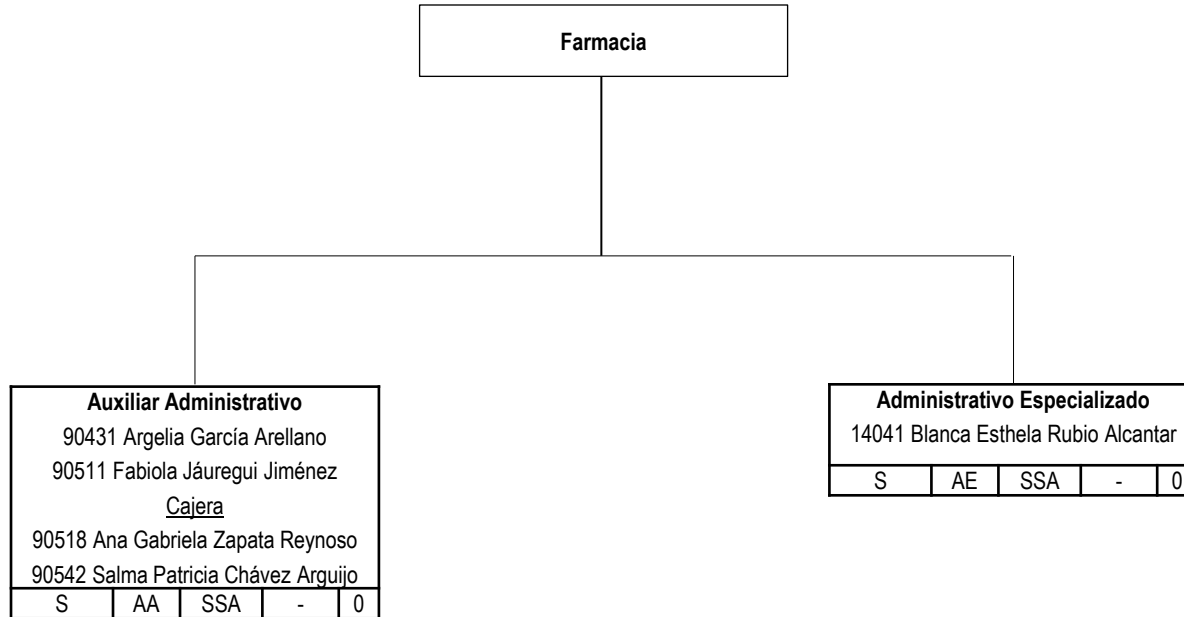 Farmacia
Auxiliar Administrativo
90431 Argelia García Arellano
90511 Fabiola Jáuregui Jiménez
Cajera
90518 Ana Gabriela Zapata Reynoso
90542 Salma Patricia Chávez Arguijo
S AA SSA - 0
Administrativo Especializado
14041 Blanca Esthela Rubio Alcantar
S AE SSA - 0